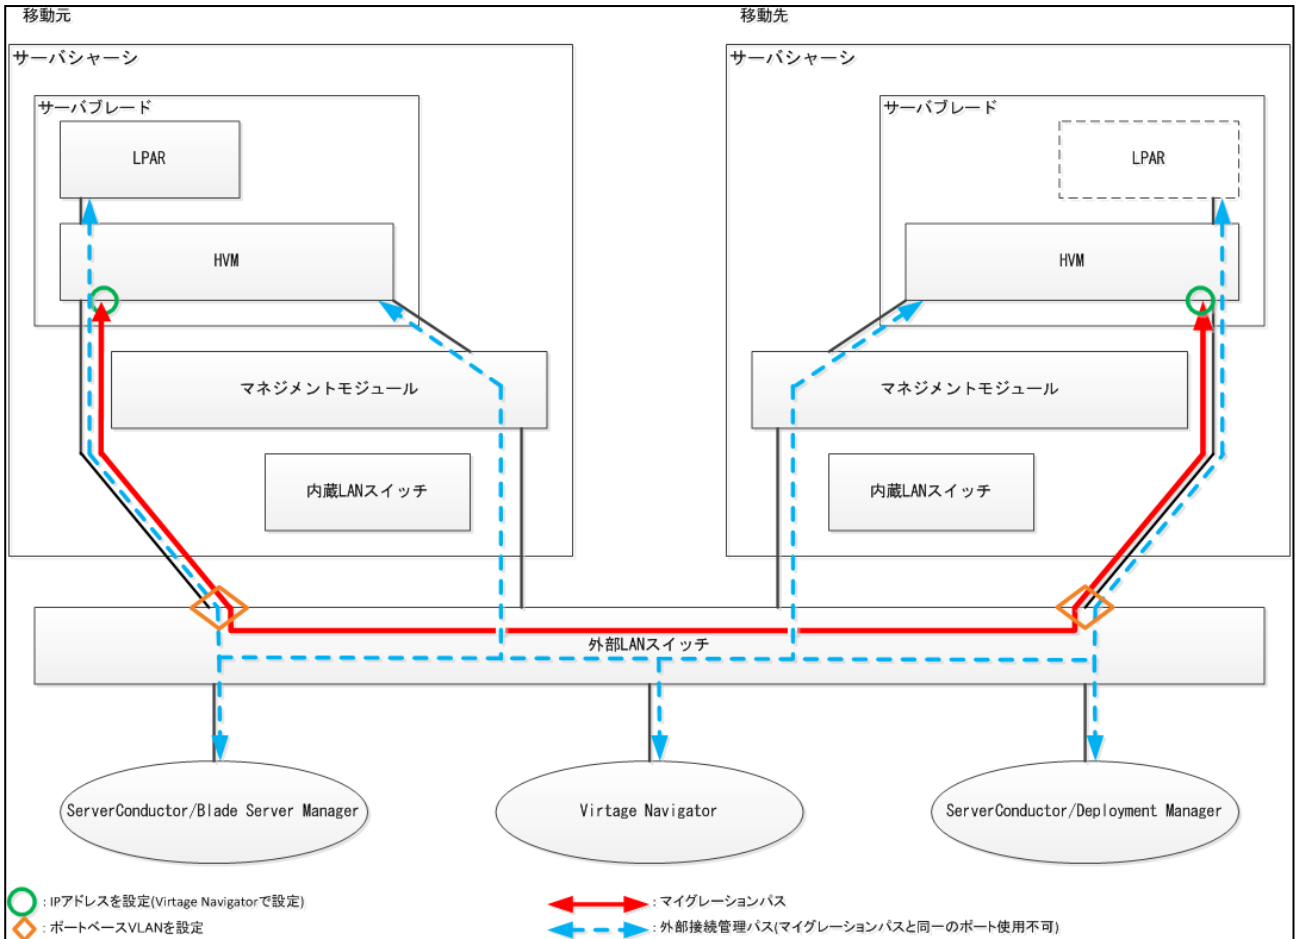 移動元
移動先
サーバシャーシ
サーバシャーシ
サーバブレード
サーバブレード
LPAR
LPAR
HVM
HVM
マネジメントモジュール
マネジメントモジュール
内蔵LANスイッチ
内蔵LANスイッチ
外部LANスイッチ
ServerConductor/Blade Server Manager
Virtage Navigator
ServerConductor/Deployment Manager
: IPアドレスを設定(Virtage Navigatorで設定)
: マイグレーションパス
: ポートベースVLANを設定
: 外部接続管理パス(マイグレーションパスと同一のポート使用不可)